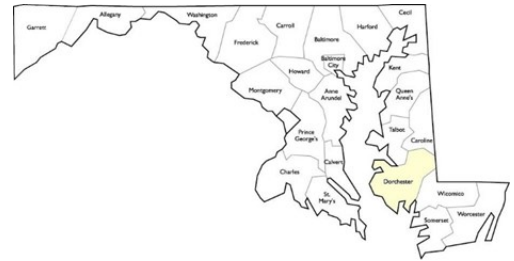 Garrett
Allegany
Washington
Frederick
Carroll
Baltimore
Harford
Cecil
Baltimore
City
Howard
Montgomery
Anne
Arundel
Kent
Queen
Anne's
Prince
George's
Talbot
Caroline
Calvert
Charles
St.
Mary's
Dorchester
Wicomico
Somerset
Worcester